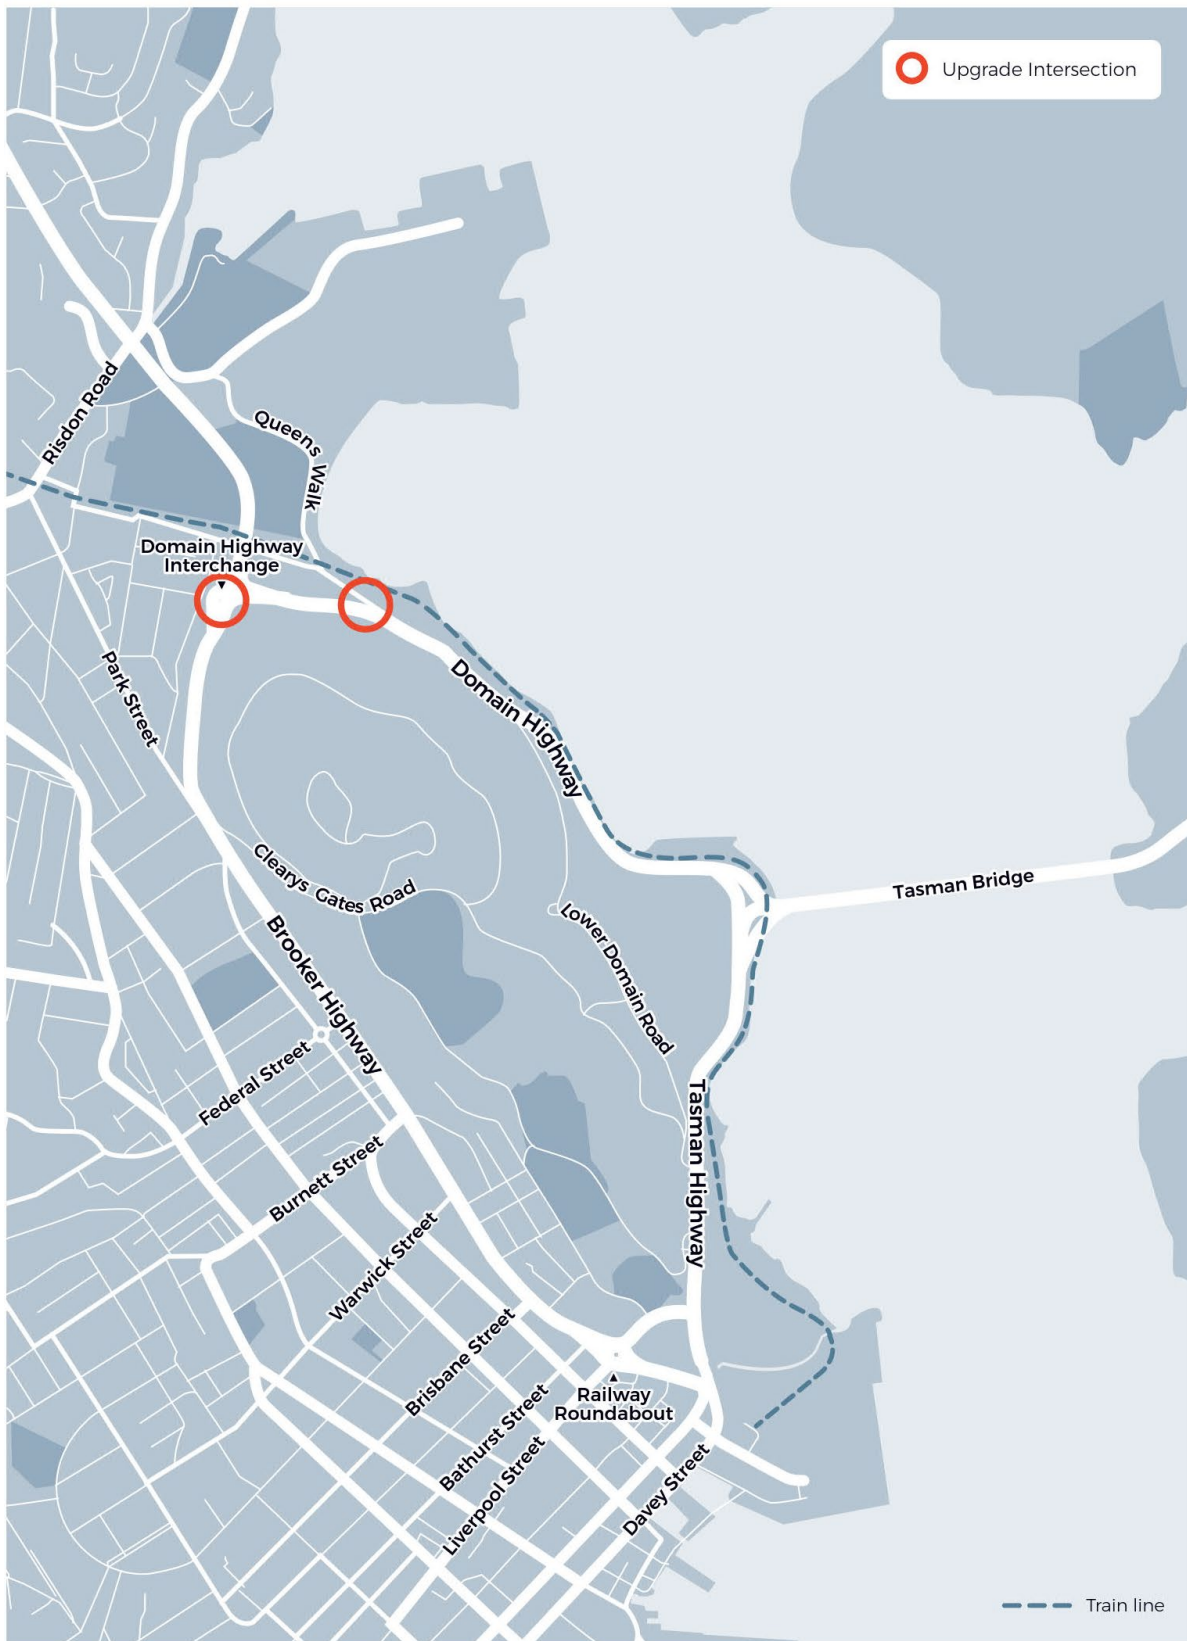 Upgrade Intersection
Risdon Road
Queens Walk
Domain Highway
Interchange
Park Street
Domain Highway
Clearys Gates Road
Tasman Bridge
Lower Domain Road
Brooker Highway
Federal Street
Tasman Highway
Burnett Street
Warwick Street
Brisbane Street
Railway
Roundabout
Bathurst Street
Liverpool Street
Davey Street
Train line